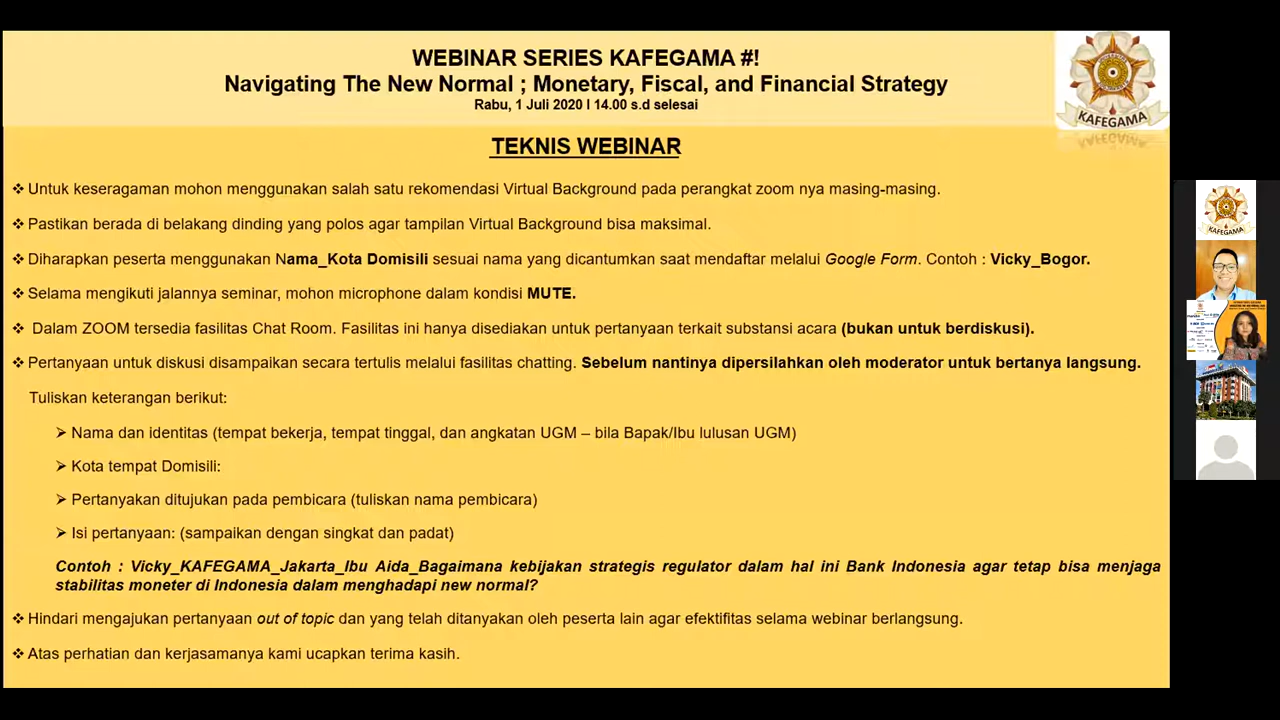 WEBINAR SERIES KAFEGAMA #!
Navigating The New Normal ; Monetary, Fiscal, and Financial Strategy
Rabu, 1 Juli 2020 I 14.00 s.d selesai
KAFEGAMA
TEKNIS WEBINAR
❖ Untuk keseragaman mohon menggunakan salah satu rekomendasi Virtual Background pada perangkat zoom nya masing-masing.
❖ Pastikan berada di belakang dinding yang polos agar tampilan Virtual Background bisa maksimal.
❖ Diharapkan peserta menggunakan Nama_Kota Domisili sesuai nama yang dicantumkan saat mendaftar melalui Google Form. Contoh : Vicky_Bogor.
❖ Selama mengikuti jalannya seminar, mohon microphone dalam kondisi MUTE.
❖ Dalam ZOOM tersedia fasilitas Chat Room. Fasilitas ini hanya disediakan untuk pertanyaan terkait substansi acara (bukan untuk berdiskusi).
❖ Pertanyaan untuk diskusi disampaikan secara tertulis melalui fasilitas chatting. Sebelum nantinya dipersilahkan oleh moderator untuk bertanya langsung.
Tuliskan keterangan berikut:
➢ Nama dan identitas (tempat bekerja, tempat tinggal, dan angkatan UGM – bila Bapak/Ibu lulusan UGM)
➢ Kota tempat Domisili:
➢ Pertanyakan ditujukan pada pembicara (tuliskan nama pembicara)
➢ Isi pertanyaan: (sampaikan dengan singkat dan padat)
Contoh : Vicky_KAFEGAMA_Jakarta_Ibu Aida_Bagaimana kebijakan strategis regulator dalam hal ini Bank Indonesia agar tetap bisa menjaga
stabilitas moneter di Indonesia dalam menghadapi new normal?
❖ Hindari mengajukan pertanyaan out of topic dan yang telah ditanyakan oleh peserta lain agar efektifitas selama webinar berlangsung.
❖ Atas perhatian dan kerjasamanya kami ucapkan terima kasih.
KAFEGAMA